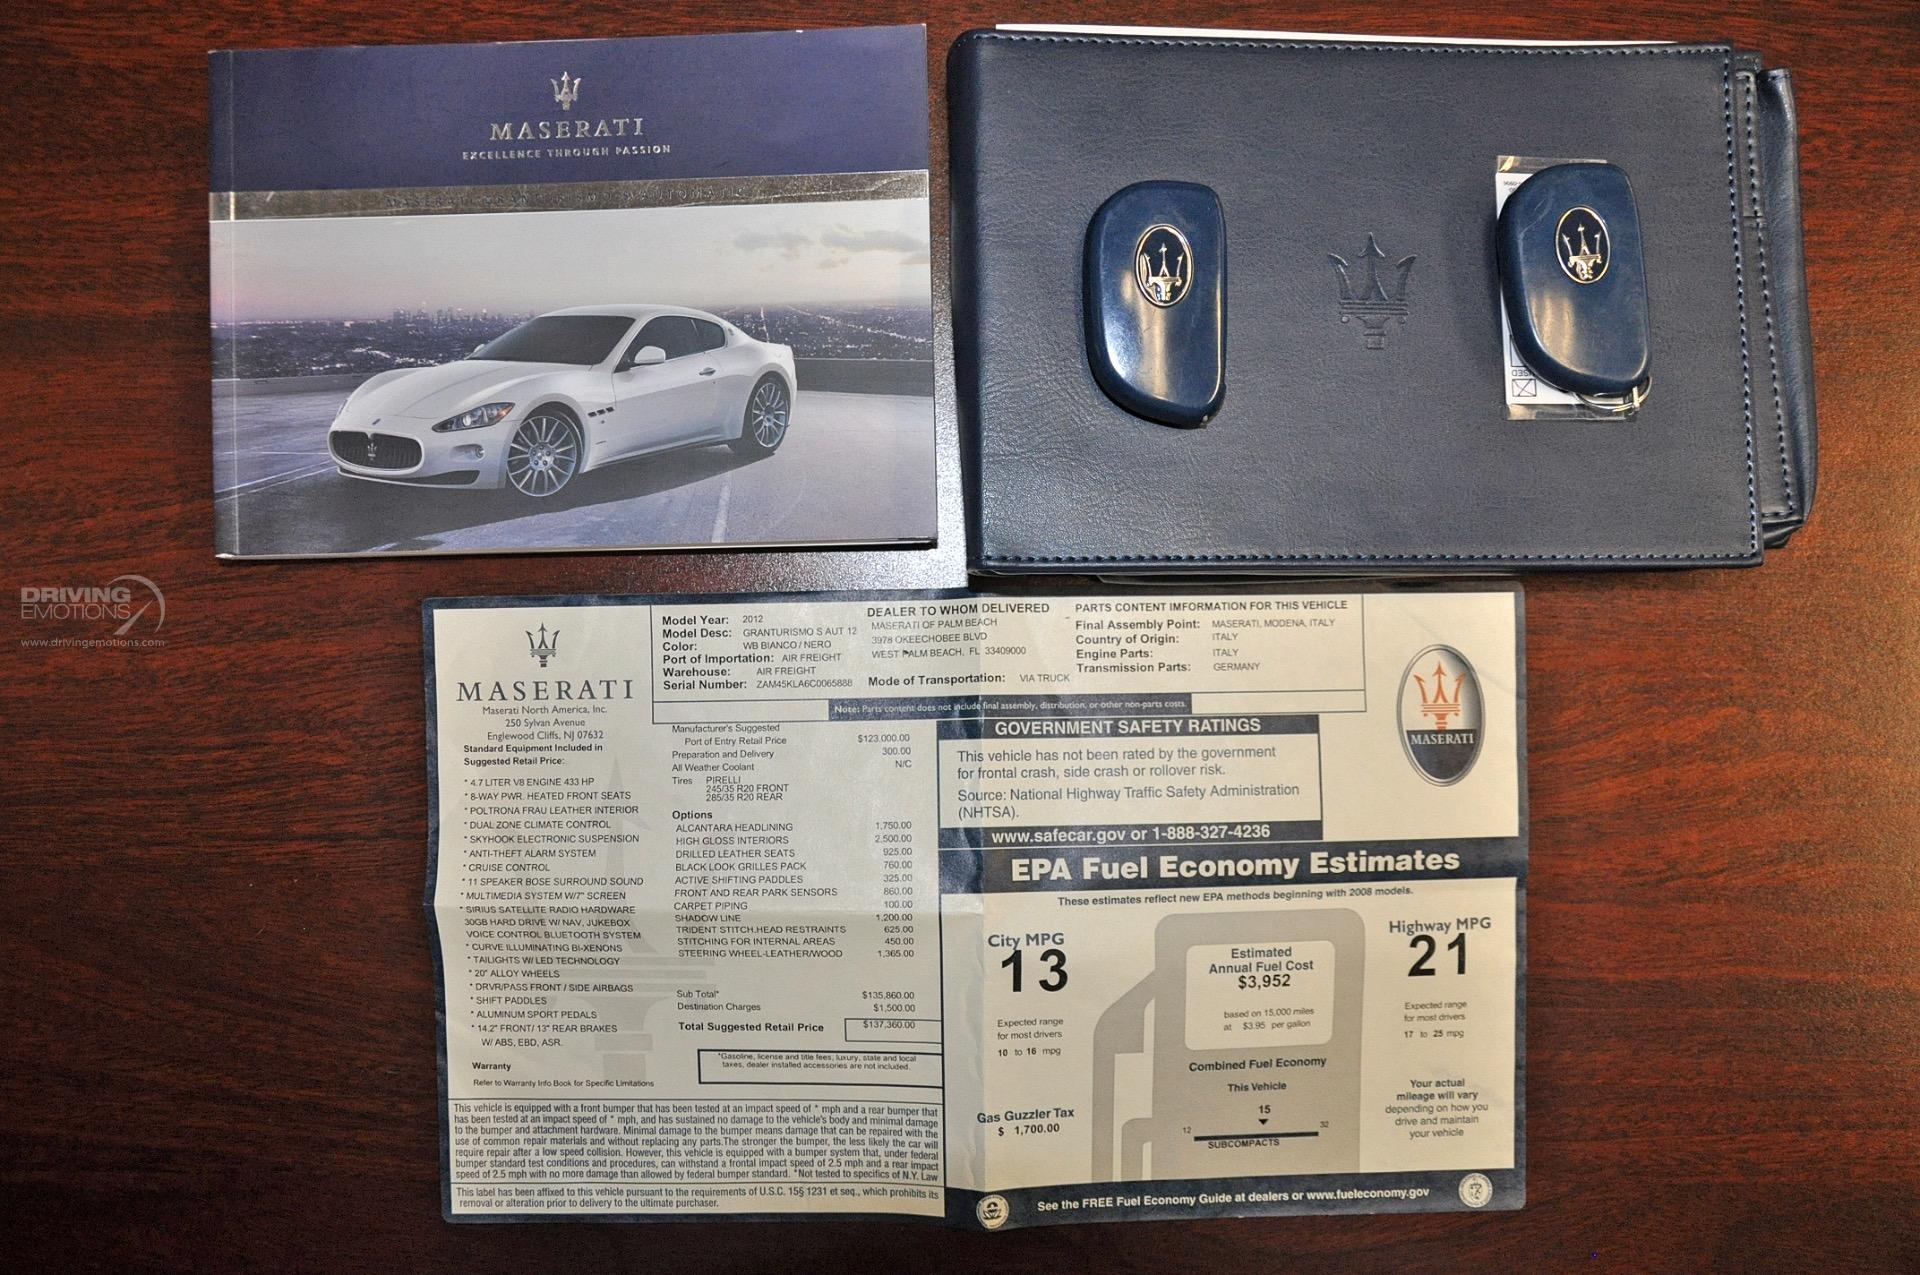 MASERATI
EXCELLENCE THROUGH PASSION
DRIVING
EMOTIONS
www.drivingemotions.com
MASERATI
Maserati North America, Inc.
250 Sylvan Avenue
Englewood Cliffs, NJ 07632
Standard Equipment Included in
Suggested Retail Price:
* 4.7 LITER V8 ENGINE 433 HP
* 8-WAY PWR. HEATED FRONT SEATS
* POLTRONA FRAU LEATHER INTERIOR
* DUAL ZONE CLIMATE CONTROL
* SKYHOOK ELECTRONIC SUSPENSION
* ANTI-THEFT ALARM SYSTEM
* CRUISE CONTROL
* 11 SPEAKER BOSE SURROUND SOUND
* MULTIMEDIA SYSTEM W/7" SCREEN
* SIRIUS SATELLITE RADIO HARDWARE
30GB HARD DRIVE W/ NAV, JUKEBOX
VOICE CONTROL BLUETOOTH SYSTEM
* CURVE ILLUMINATING BI-XENONS
* TAILIGHTS W/ LED TECHNOLOGY
* 20" ALLOY WHEELS
* DRVR/PASS FRONT / SIDE AIRBAGS
* SHIFT PADDLES
* ALUMINUM SPORT PEDALS
* 14.2" FRONT/ 13" REAR BRAKES
W/ ABS, EBD, ASR.
Warranty
Refer to Warranty Info Book for Specific Limitations
Model Year: 2012
Model Desc: GRANTURISMO S AUT 12
Color: WB BIANCO / NERO
Port of Importation: AIR FREIGHT
Warehouse: AIR FREIGHT
Serial Number: ZAM45KLA6C0065888
DEALER TO WHOM DELIVERED
MASERATI OF PALM BEACH
3978 OKEECHOBEE BLVD
WEST PALM BEACH, FL 33409000
Mode of Transportation: VIA TRUCK
PARTS CONTENT IMFORMATION FOR THIS VEHICLE
Final Assembly Point: MASERATI, MODENA, ITALY
Country of Origin: ITALY
Engine Parts: ITALY
Transmission Parts: GERMANY
Note: Parts content does not include final assembly, distribution, or other non-parts costs.
Manufacturer's Suggested
Port of Entry Retail Price $123,000.00
Preparation and Delivery 300.00
All Weather Coolant N/C
Tires PIRELLI
245/35 R20 FRONT
285/35 R20 REAR
Options
ALCANTARA HEADLINING 1,750.00
HIGH GLOSS INTERIORS 2,500.00
DRILLED LEATHER SEATS 925.00
BLACK LOOK GRILLES PACK 760.00
ACTIVE SHIFTING PADDLES 325.00
FRONT AND REAR PARK SENSORS 860.00
CARPET PIPING 100.00
SHADOW LINE 1,200.00
TRIDENT STITCH.HEAD RESTRAINTS 625.00
STITCHING FOR INTERNAL AREAS 450.00
STEERING WHEEL-LEATHER/WOOD 1,365.00
Sub Total* $135,860.00
Destination Charges $1,500.00
Total Suggested Retail Price $137,360.00
*Gasoline, license and title fees, luxury, state and local
taxes, dealer installed accessories are not included.
This vehicle is equipped with a front bumper that has been tested at an impact speed of * mph and a rear bumper that
has been tested at an impact speed of * mph, and has sustained no damage to the vehicle's body and minimal damage
to the bumper and attachment hardware. Minimal damage to the bumper means damage that can be repaired with the
use of common repair materials and without replacing any parts.The stronger the bumper, the less likely the car will
require repair after a low speed collision. However, this vehicle is equipped with a bumper system that, under federal
bumper standard test conditions and procedures, can withstand a frontal impact speed of 2.5 mph and a rear impact
speed of 2.5 mph with no more damage than allowed by federal bumper standard. *Not tested to specifics of N.Y. Law
This label has been affixed to this vehicle pursuant to the requirements of U.S.C. 15§ 1231 et seq., which prohibits its
removal or alteration prior to delivery to the ultimate purchaser.
GOVERNMENT SAFETY RATINGS
This vehicle has not been rated by the government
for frontal crash, side crash or rollover risk.
Source: National Highway Traffic Safety Administration
(NHTSA).
www.safecar.gov or 1-888-327-4236
MASERATI
EPA Fuel Economy Estimates
These estimates reflect new EPA methods beginning with 2008 models.
City MPG
13
Expected range
for most drivers
10 to 16 mpg
Gas Guzzler Tax
$ 1,700.00
Estimated
Annual Fuel Cost
$3,952
based on 15,000 miles
at $3.95 per gallon
Combined Fuel Economy
This Vehicle
15
12 32
SUBCOMPACTS
Highway MPG
21
Expected range
for most drivers
17 to 25 mpg
Your actual
mileage will vary
depending on how you
drive and maintain
your vehicle
See the FREE Fuel Economy Guide at dealers or www.fueleconomy.gov